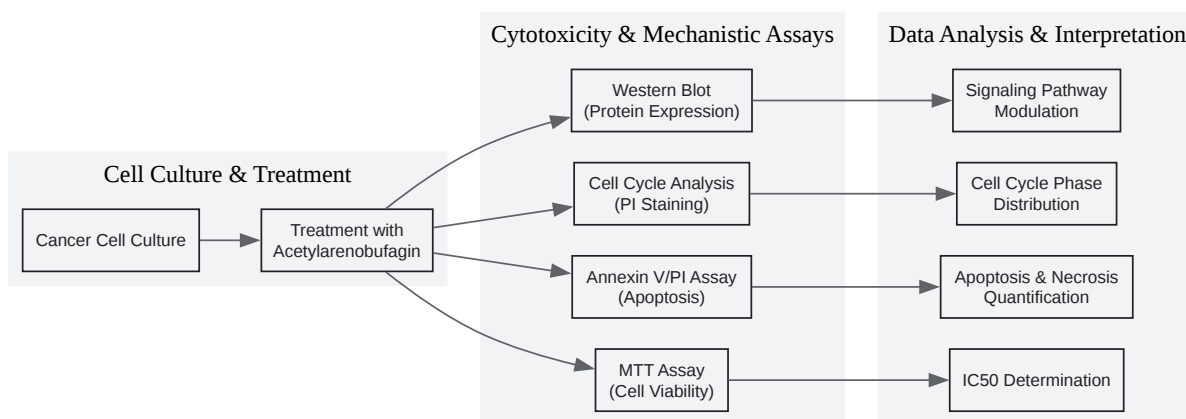 Cell Culture & Treatment
Cancer Cell Culture
Treatment with
Acetylarenobufagin
Cytotoxicity & Mechanistic Assays
Western Blot
(Protein Expression)
Cell Cycle Analysis
(PI Staining)
Annexin V/PI Assay
(Apoptosis)
MTT Assay
(Cell Viability)
Data Analysis & Interpretation
Signaling Pathway
Modulation
Cell Cycle Phase
Distribution
Apoptosis & Necrosis
Quantification
IC50 Determination